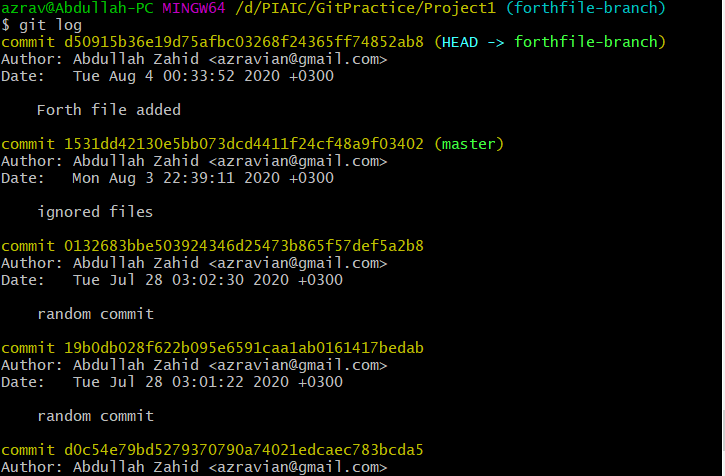 azrav@Abdullah-PC MINGW64 /d/PIAIC/GitPractice/Project1 (forthfile-branch)
$ git log
commit d50915b36e19d75afbc03268f24365ff74852ab8 (HEAD -> forthfile-branch)
Author: Abdullah Zahid <azravian@gmail.com>
Date:   Tue Aug 4 00:33:52 2020 +0300

    Forth file added

commit 1531dd42130e5bb073dcd4411f24cf48a9f03402 (master)
Author: Abdullah Zahid <azravian@gmail.com>
Date:   Mon Aug 3 22:39:11 2020 +0300

    ignored files

commit 0132683bbe503924346d25473b865f57def5a2b8
Author: Abdullah Zahid <azravian@gmail.com>
Date:   Tue Jul 28 03:02:30 2020 +0300

    random commit

commit 19b0db028f622b095e6591caa1ab0161417bedab
Author: Abdullah Zahid <azravian@gmail.com>
Date:   Tue Jul 28 03:01:22 2020 +0300

    random commit

commit d0c54e79bd5279370790a74021edcaec783bcda5
Author: Abdullah Zahid <azravian@gmail.com>